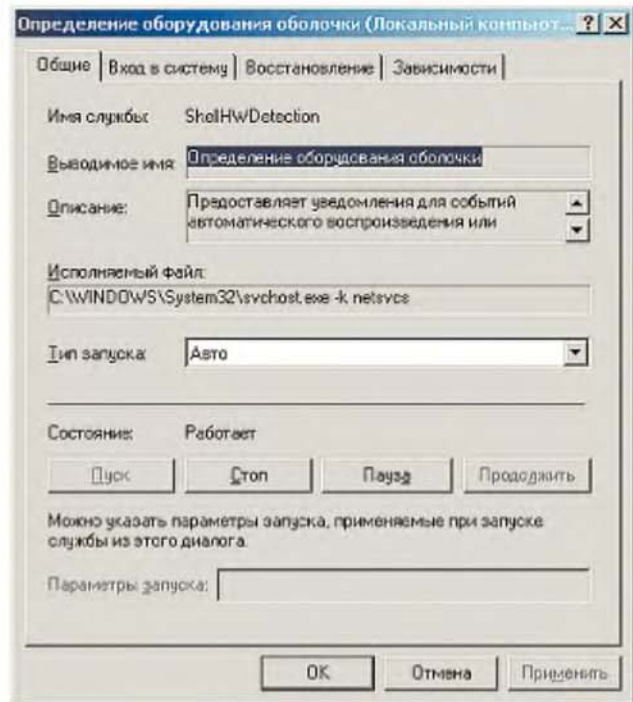 Определение оборудования оболочки (Локальный компьют...
Общие
Вход в систему
Восстановление
Зависимости
Имя службы: ShellHWDetection
Выводимое имя: Определение оборудования оболочки
Описание: Предоставляет уведомления для событий
автоматического воспроизведения или
Исполняемый файл:
C:\WINDOWS\System32\svchost.exe -k netsvcs
Тип запуска: Авто
Состояние: Работает
Пуск
Стоп
Пауза
Продолжить
Можно указать параметры запуска, применяемые при запуске
службы из этого диалога.
Параметры запуска:
OK
Отмена
Применить